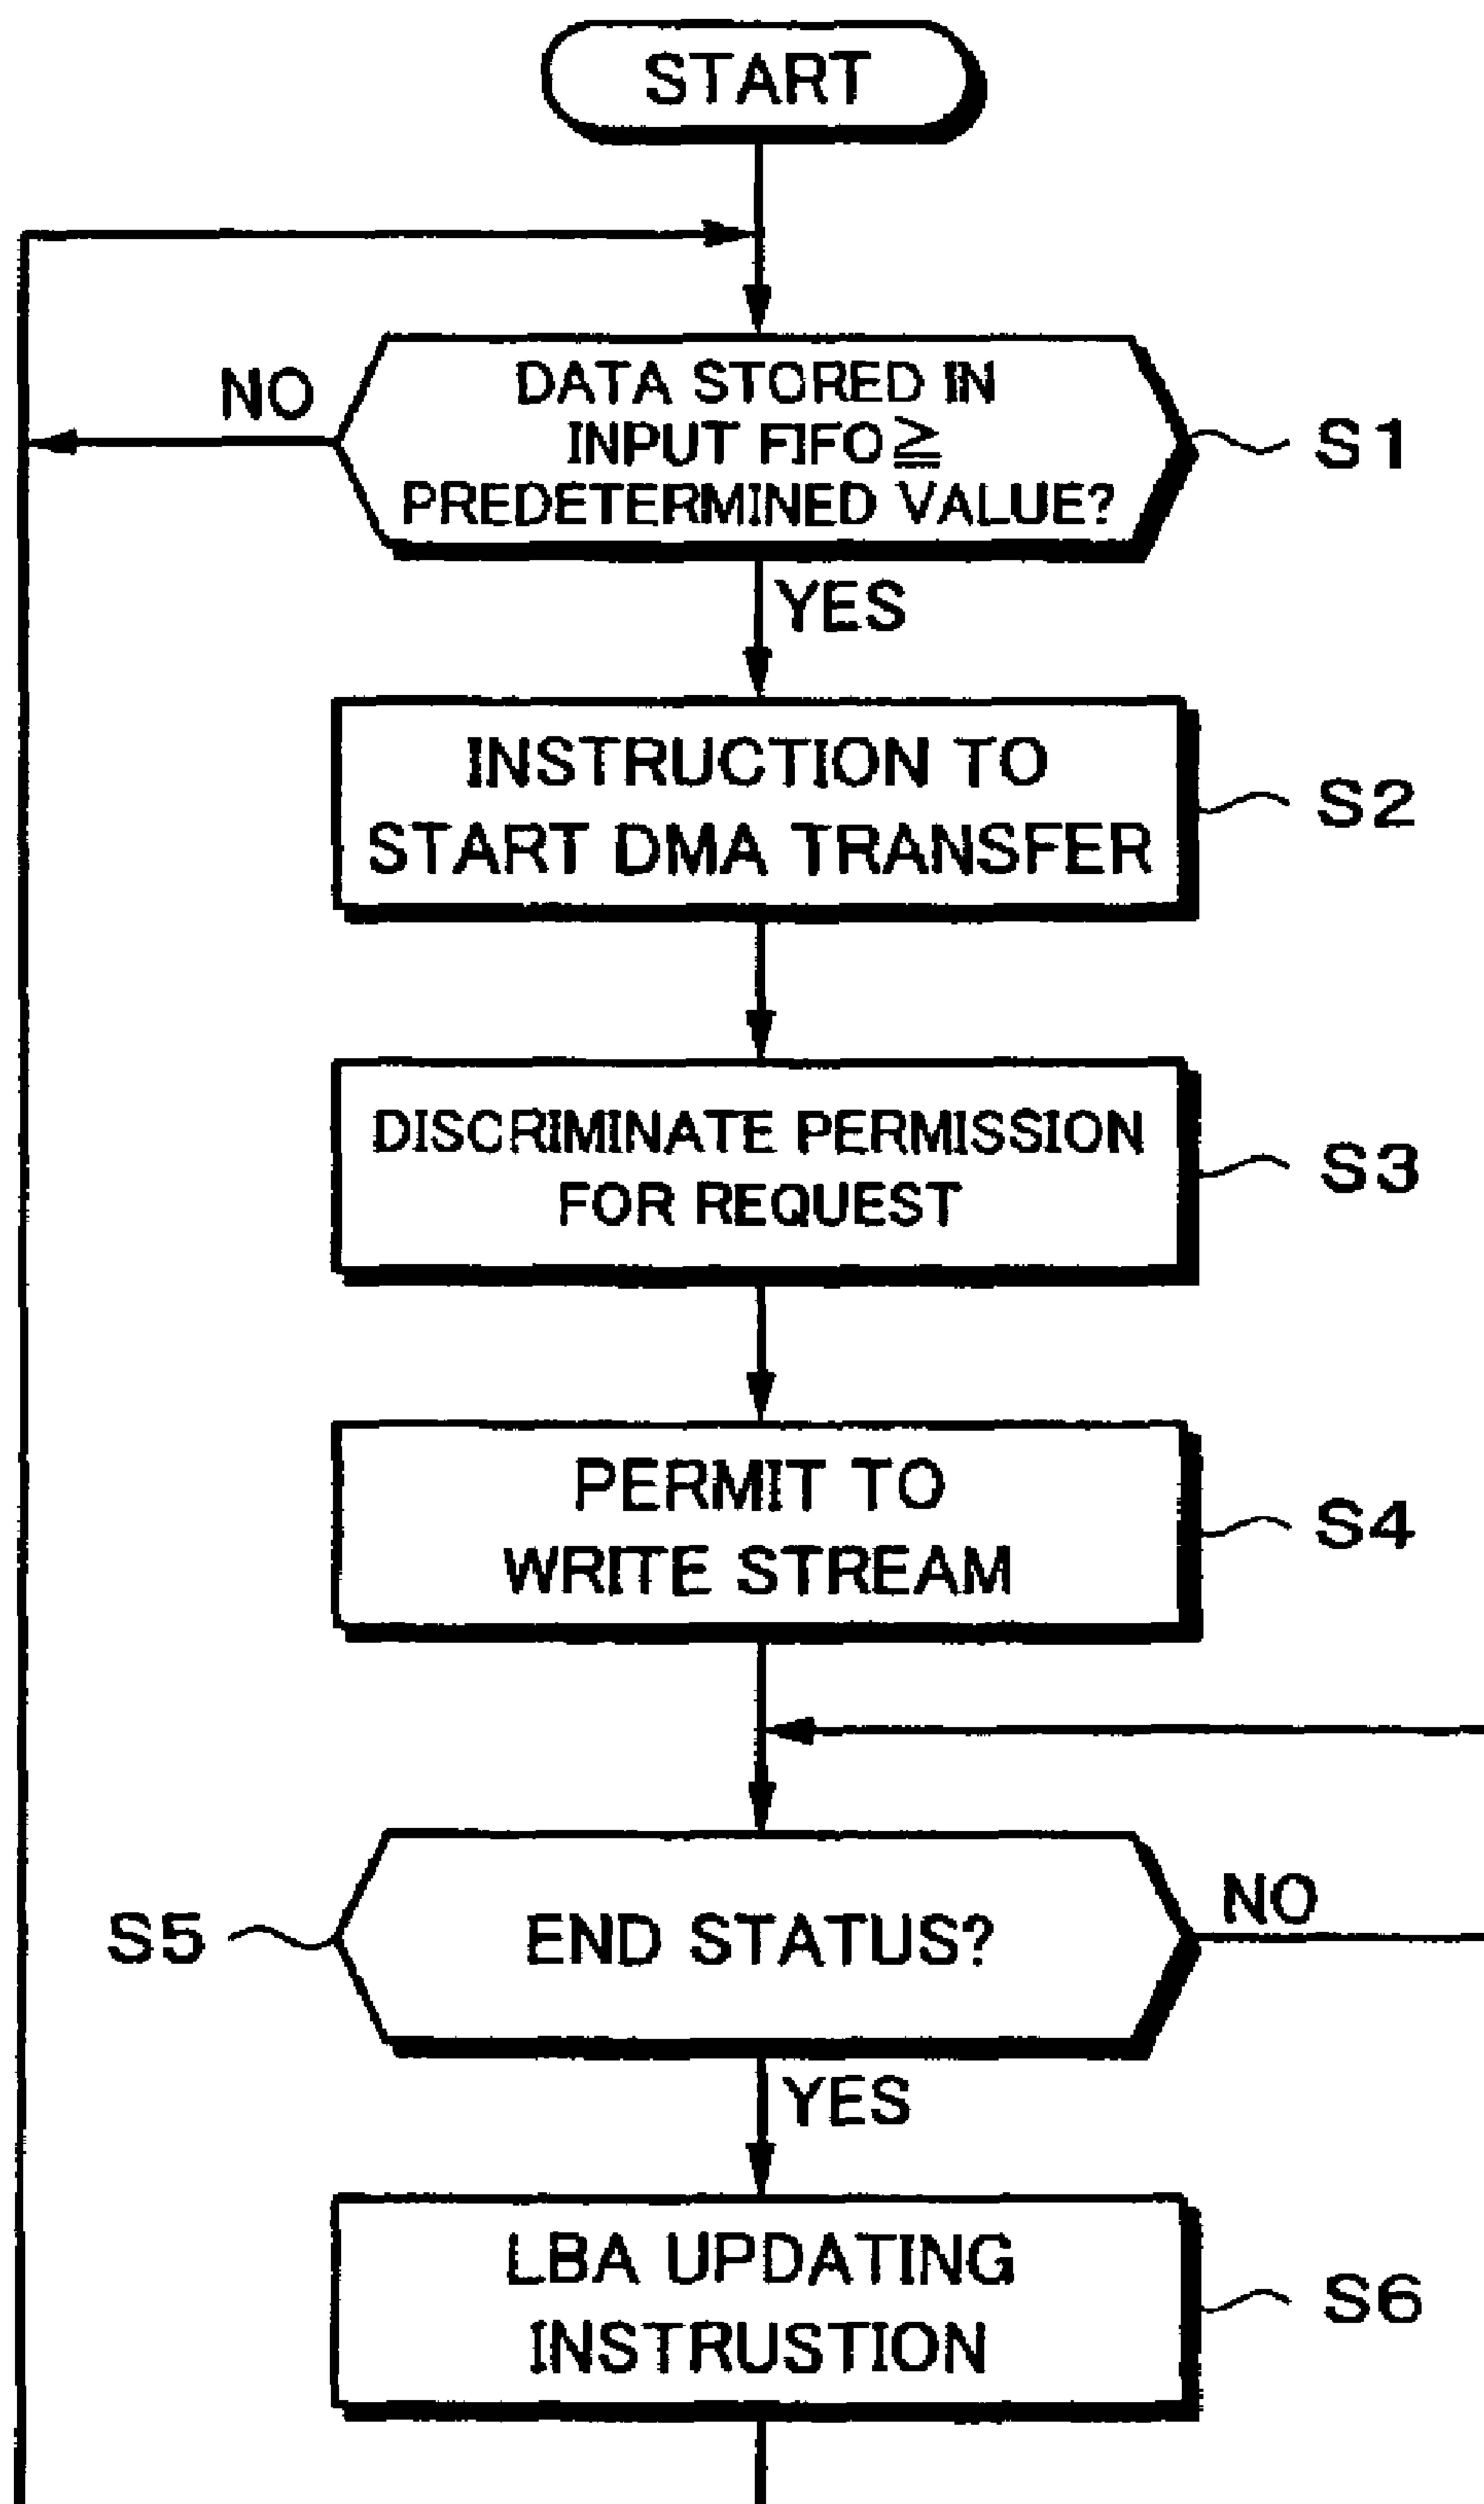 START
NO
DATA STORED IN
INPUT FIFO ≧
PREDETERMINED VALUE?
S1
YES
INSTRUCTION TO
START DMA TRANSFER
S2
DISCRIMINATE PERMISSION
FOR REQUEST
S3
PERMIT TO
WRITE STREAM
S4
S5
END STATUS?
NO
YES
LBA UPDATING
INSTRUSTION
S6